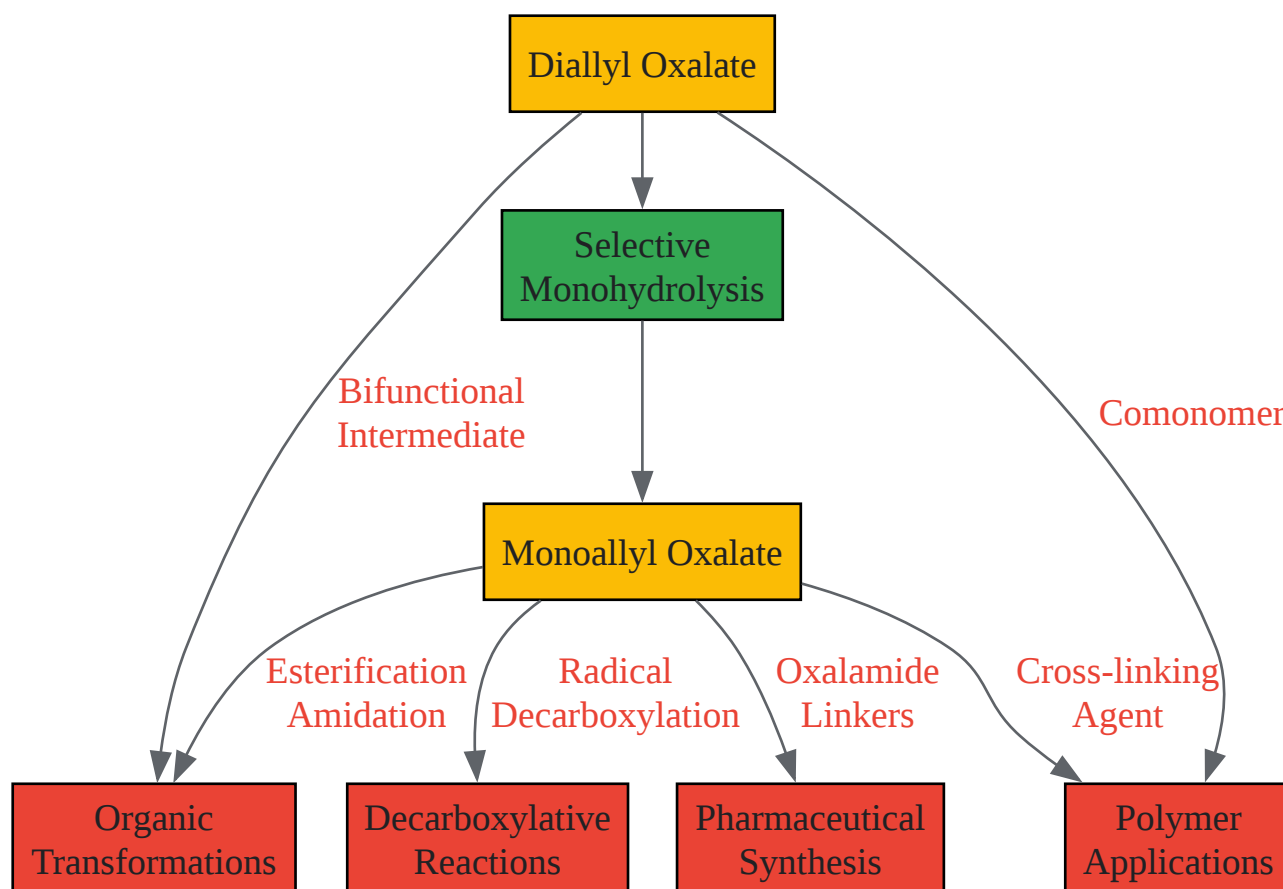 Diallyl Oxalate
Selective
Monohydrolysis
Bifunctional
Intermediate
Comonomer
Monoallyl Oxalate
Esterification
Amidation
Radical
Decarboxylation
Oxalamide
Linkers
Cross-linking
Agent
Organic
Transformations
Decarboxylative
Reactions
Pharmaceutical
Synthesis
Polymer
Applications